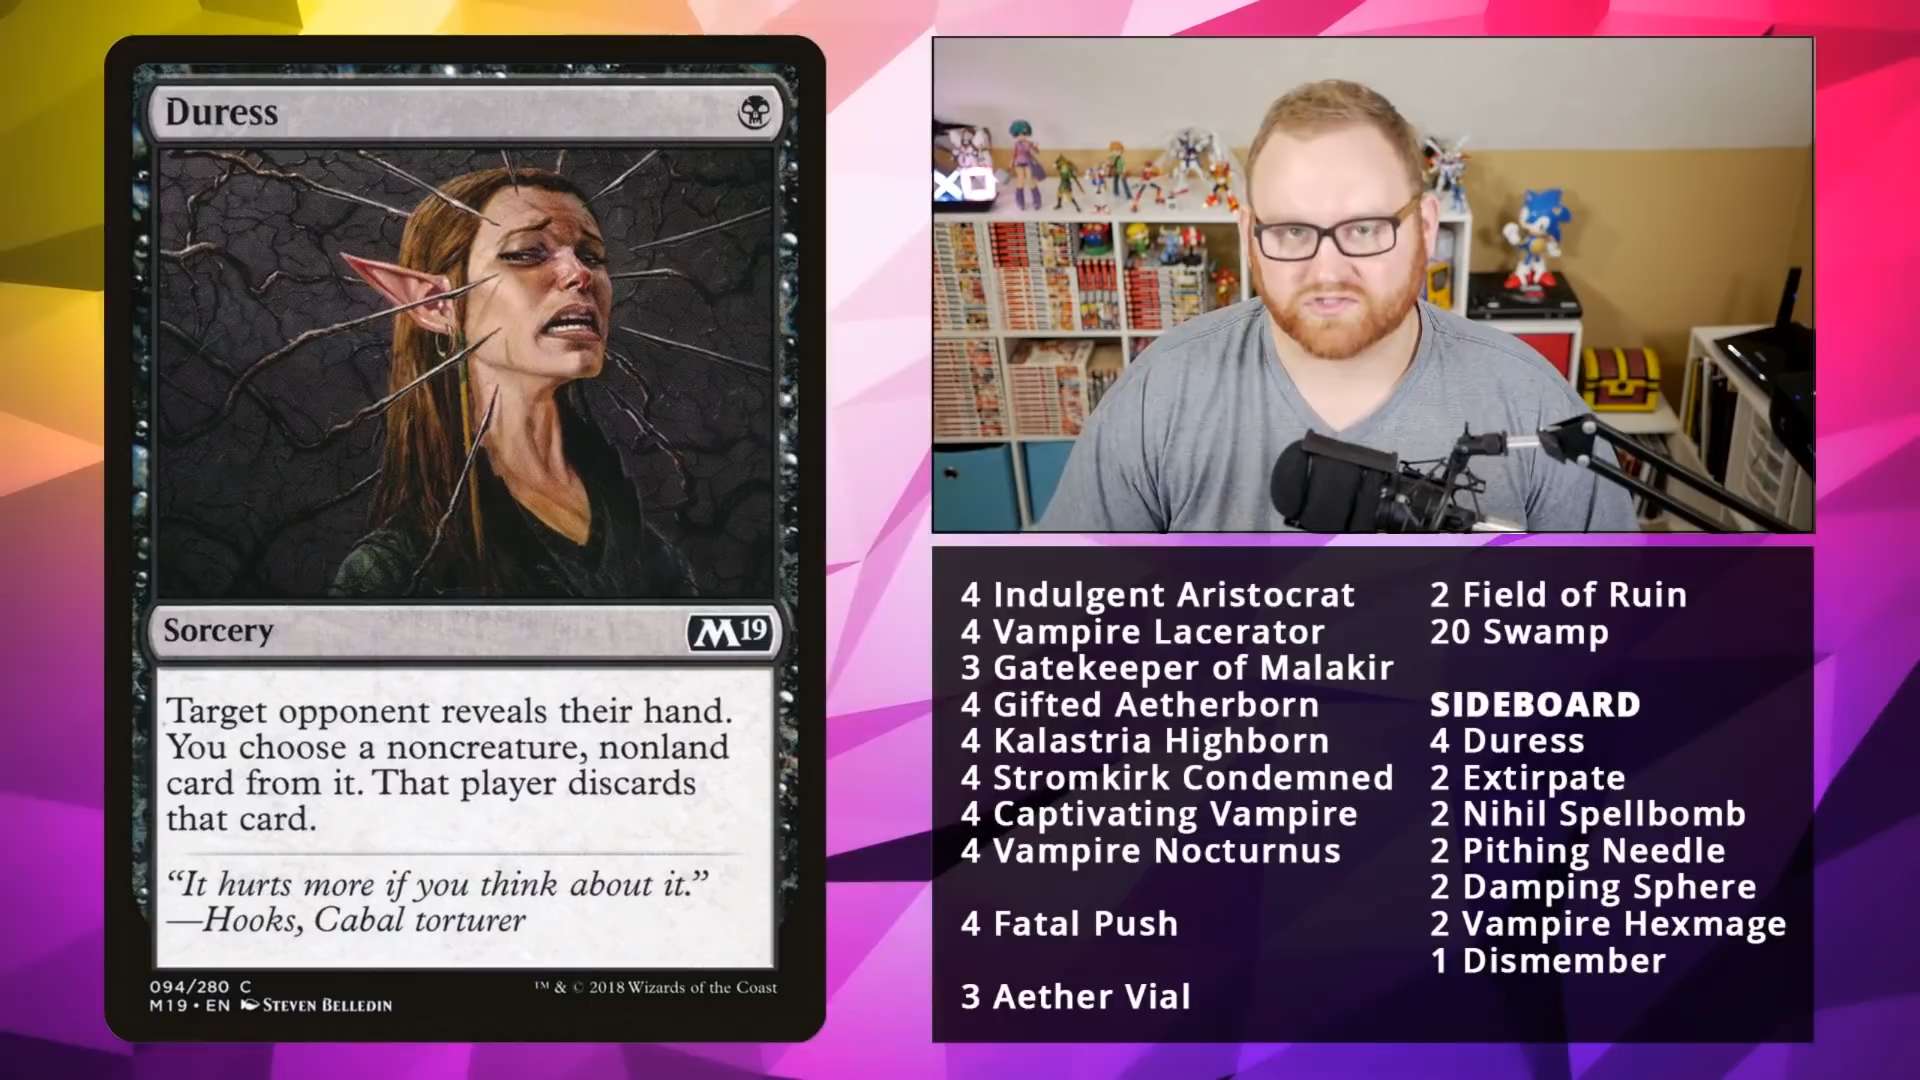 Duress
Sorcery
M19
Target opponent reveals their hand.
You choose a noncreature, nonland
card from it. That player discards
that card.
“It hurts more if you think about it.”
—Hooks, Cabal torturer
094/280 C
M19 • EN Steven Belledin
™ & © 2018 Wizards of the Coast
4 Indulgent Aristocrat
4 Vampire Lacerator
3 Gatekeeper of Malakir
4 Gifted Aetherborn
4 Kalastria Highborn
4 Stromkirk Condemned
4 Captivating Vampire
4 Vampire Nocturnus
4 Fatal Push
3 Aether Vial
2 Field of Ruin
20 Swamp
SIDEBOARD
4 Duress
2 Extirpate
2 Nihil Spellbomb
2 Pithing Needle
2 Damping Sphere
2 Vampire Hexmage
1 Dismember